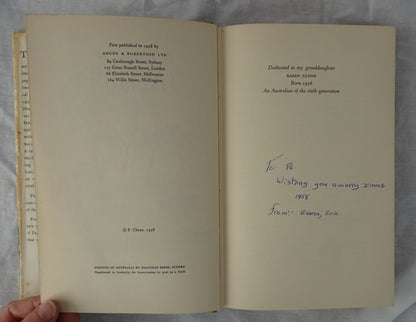 First published in 1958 by
ANGUS & ROBERTSON LTD
89 Castlereagh Street, Sydney
105 Great Russell Street, London
66 Elizabeth Street, Melbourne
164 Willis Street, Wellington
© F. Clune, 1958
PRINTED IN AUSTRALIA BY HALSTEAD PRESS, SYDNEY
Registered in Australia for transmission by post as a book
Dedicated to my granddaughter
KAREN CLUNE
Born 1956
An Australian of the sixth generation
To:- Pa.
Wishing you a merry Xmas
1958
from:- Edna, Eric.